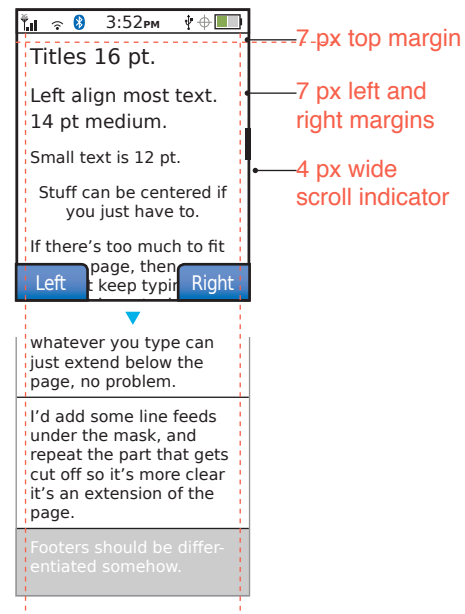 3:52PM
7 px top margin
Titles 16 pt.
Left align most text.
14 pt medium.
7 px left and
right margins
Small text is 12 pt.
4 px wide
scroll indicator
Stuff can be centered if
you just have to.
If there's too much to fit
page, then
t keep typin
Left
Right
whatever you type can
just extend below the
page, no problem.
I'd add some line feeds
under the mask, and
repeat the part that gets
cut off so it's more clear
it's an extension of the
page.
Footers should be differ-
entiated somehow.